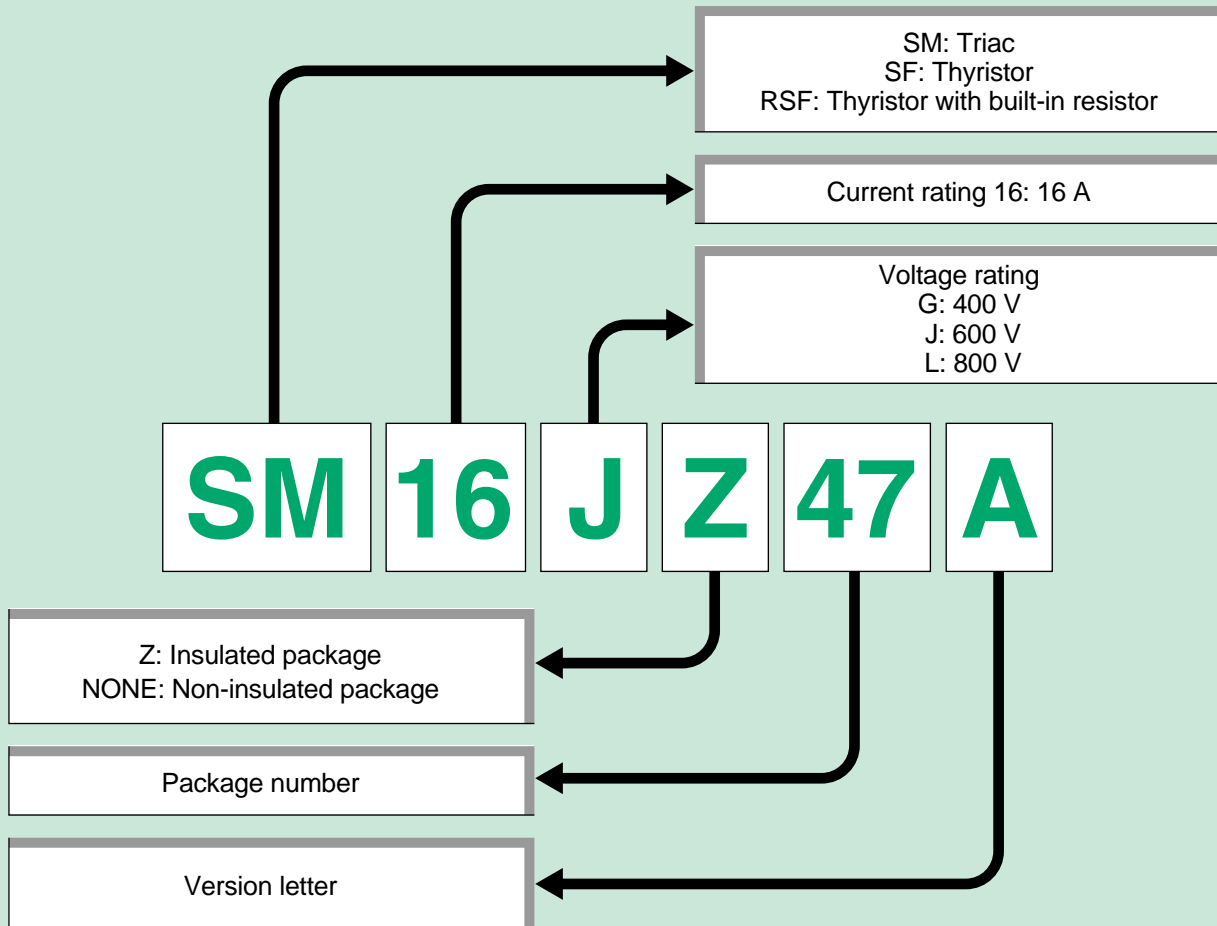 SM: Triac
SF: Thyristor
RSF: Thyristor with built-in resistor
Current rating 16: 16 A
Voltage rating
G: 400 V
J: 600 V
L: 800 V
SM 16 J Z 47 A
Z: Insulated package
NONE: Non-insulated package
Package number
Version letter